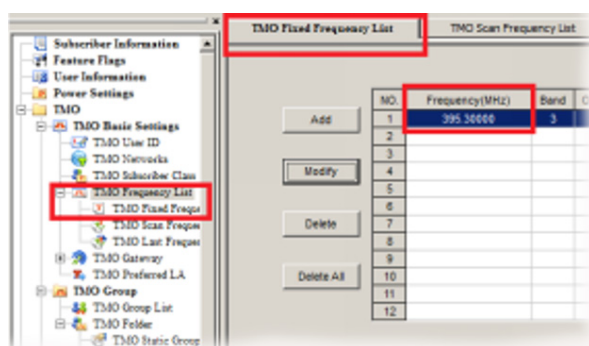 Subscriber Information
Feature Flags
User Information
Power Settings
TMO
TMO Basic Settings
TMO User ID
TMO Networks
TMO Subscriber Class
TMO Frequency List
TMO Fixed Freque
TMO Scan Freque
TMO Last Freque
TMO Gateway
TMO Preferred LA
TMO Group
TMO Group List
TMO Folder
TMO Static Group
TMO Fixed Frequency List
TMO Scan Frequency List
Add
Modify
Delete
Delete All
NO. Frequency(MHz) Band
1 395.30000 3
2
3
4
5
6
7
8
9
10
11
12